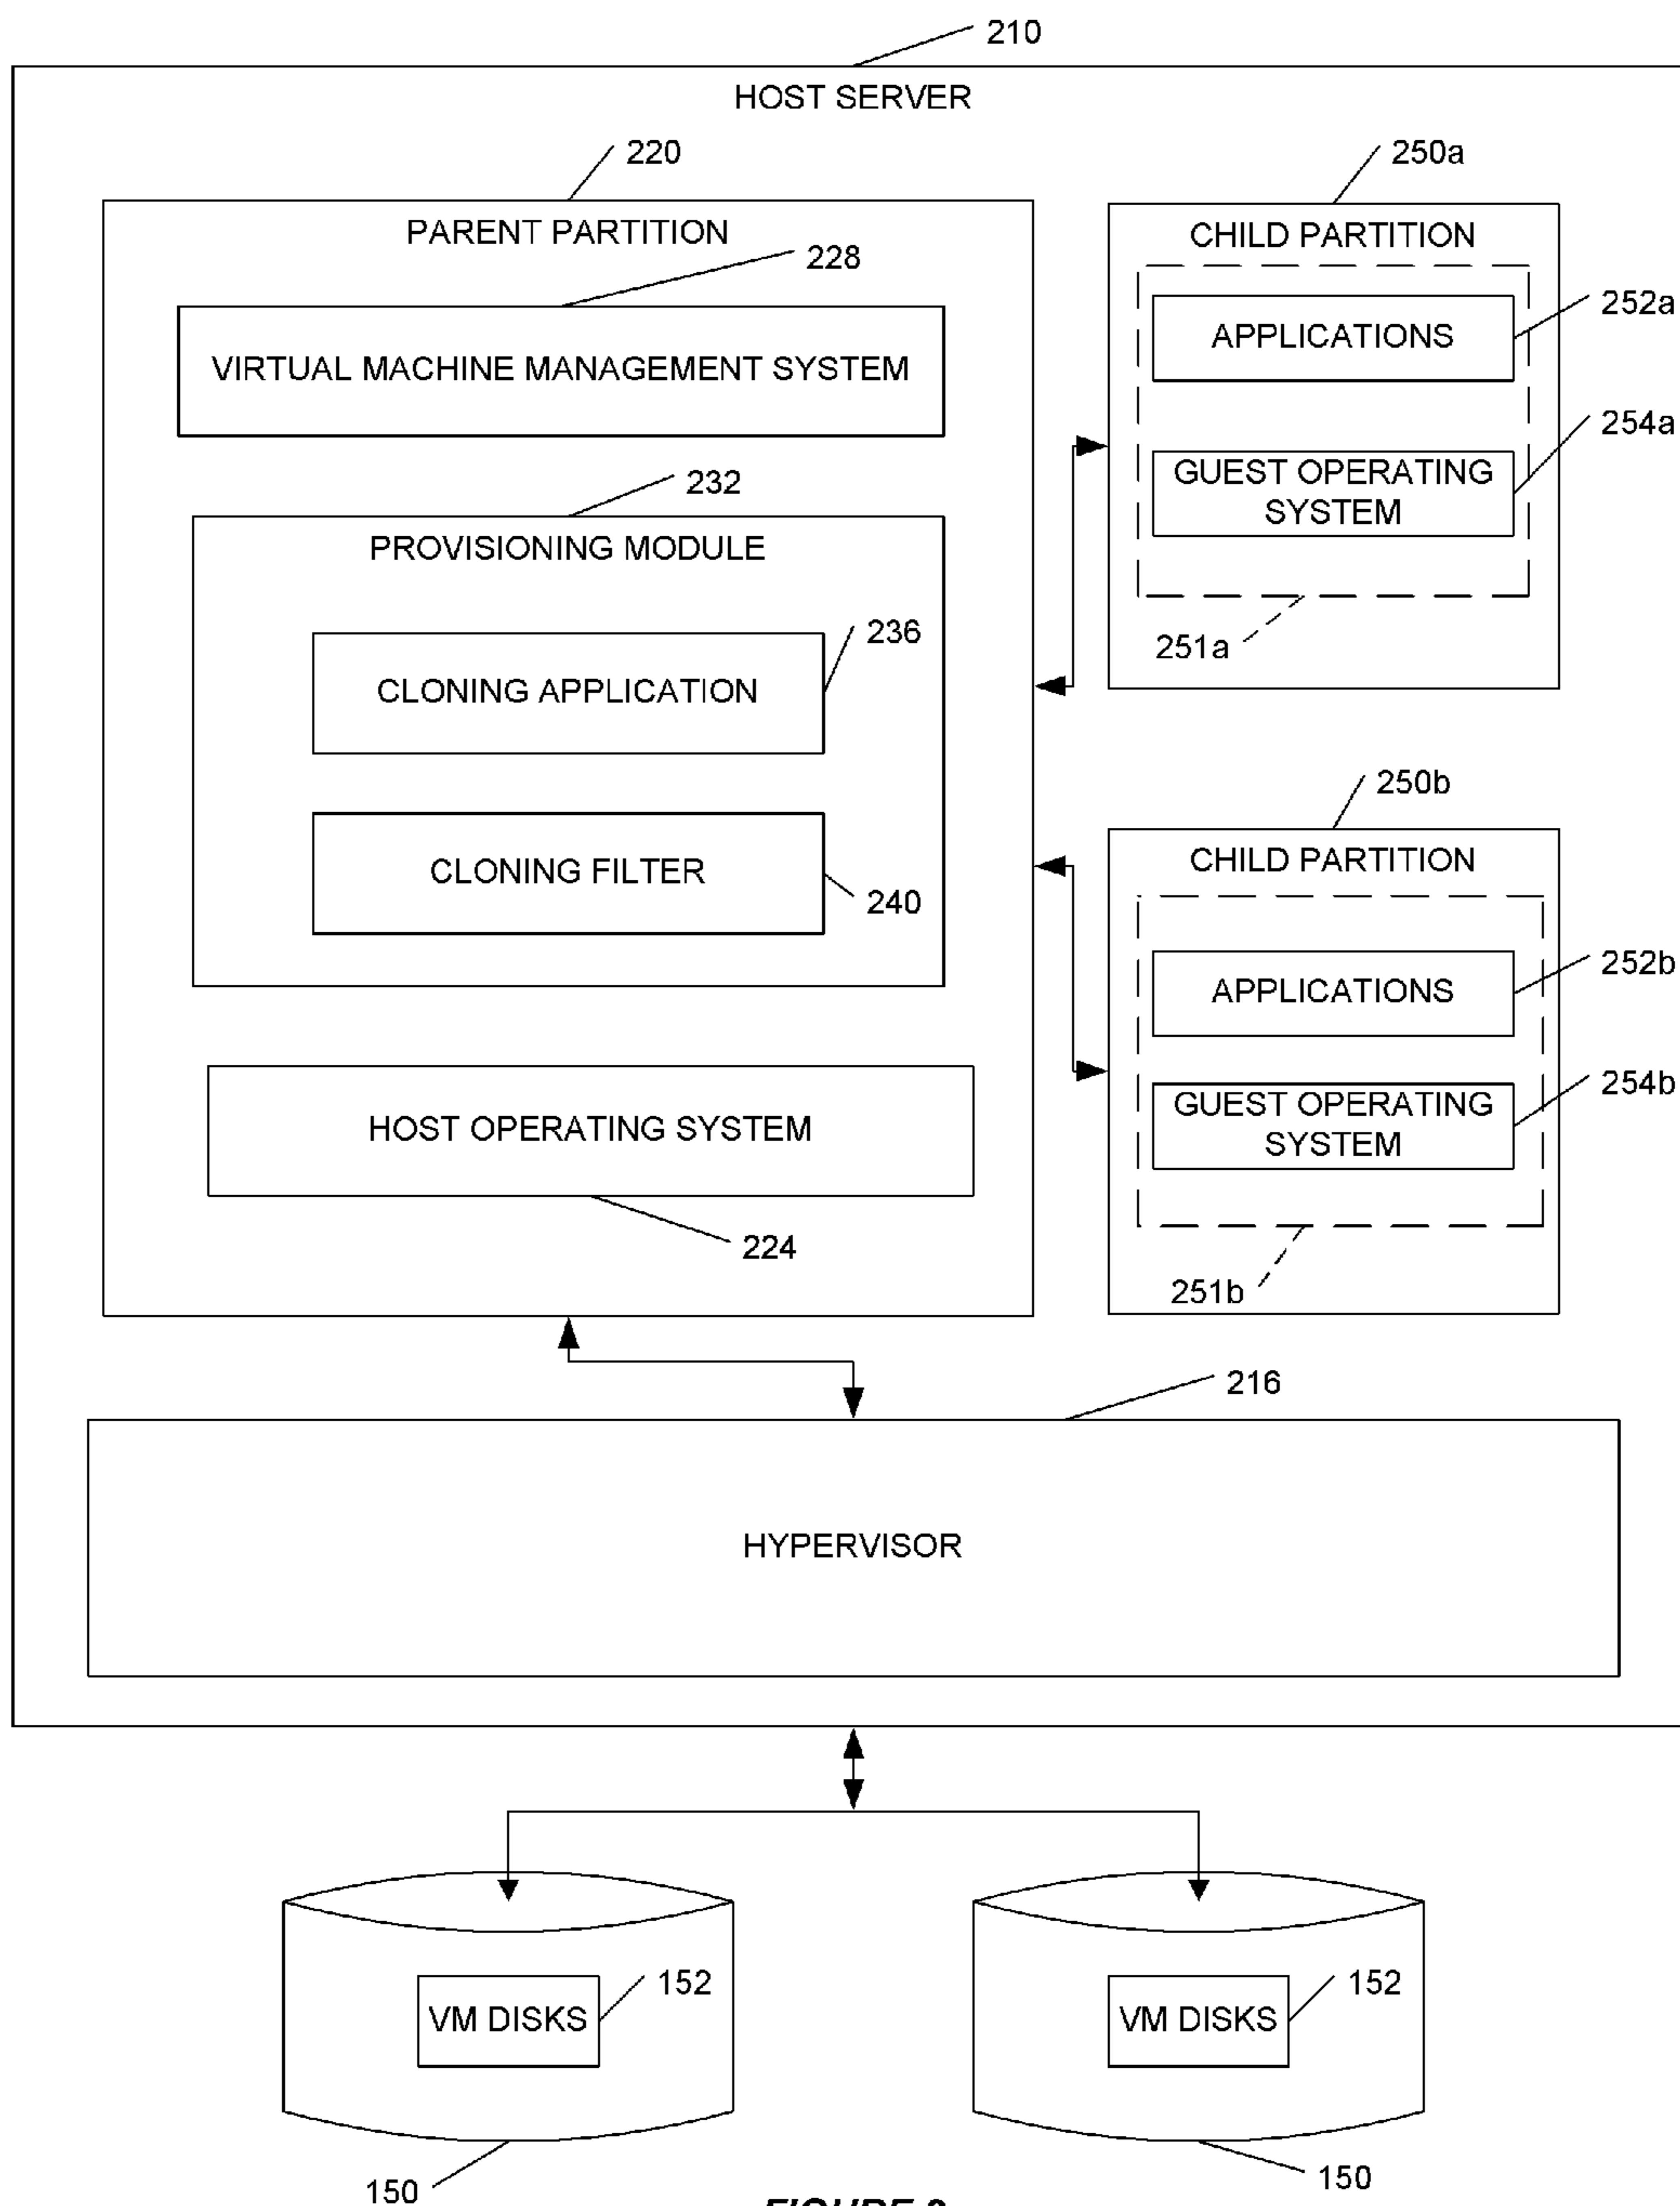 210
HOST SERVER
220
250a
PARENT PARTITION
CHILD PARTITION
228
252a
VIRTUAL MACHINE MANAGEMENT SYSTEM
APPLICATIONS
254a
GUEST OPERATING
SYSTEM
232
PROVISIONING MODULE
251a
236
CLONING APPLICATION
250b
CHILD PARTITION
CLONING FILTER
240
252b
APPLICATIONS
254b
GUEST OPERATING
SYSTEM
HOST OPERATING SYSTEM
224
251b
216
HYPERVISOR
152
VM DISKS
152
VM DISKS
150
150
FIGURE